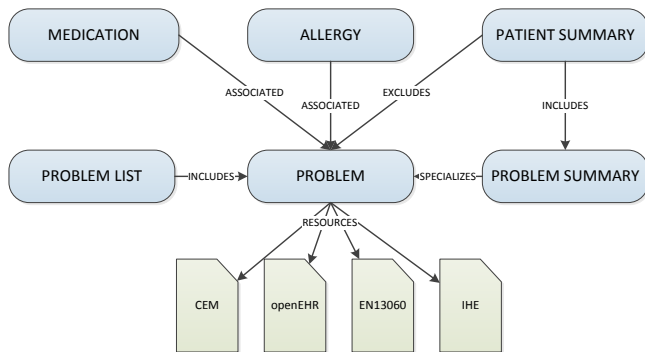 MEDICATION
ALLERGY
PATIENT SUMMARY
ASSOCIATED
ASSOCIATED
EXCLUDES
INCLUDES
PROBLEM LIST
INCLUDES
PROBLEM
SPECIALIZES
PROBLEM SUMMARY
RESOURCES
CEM
openEHR
EN13060
IHE